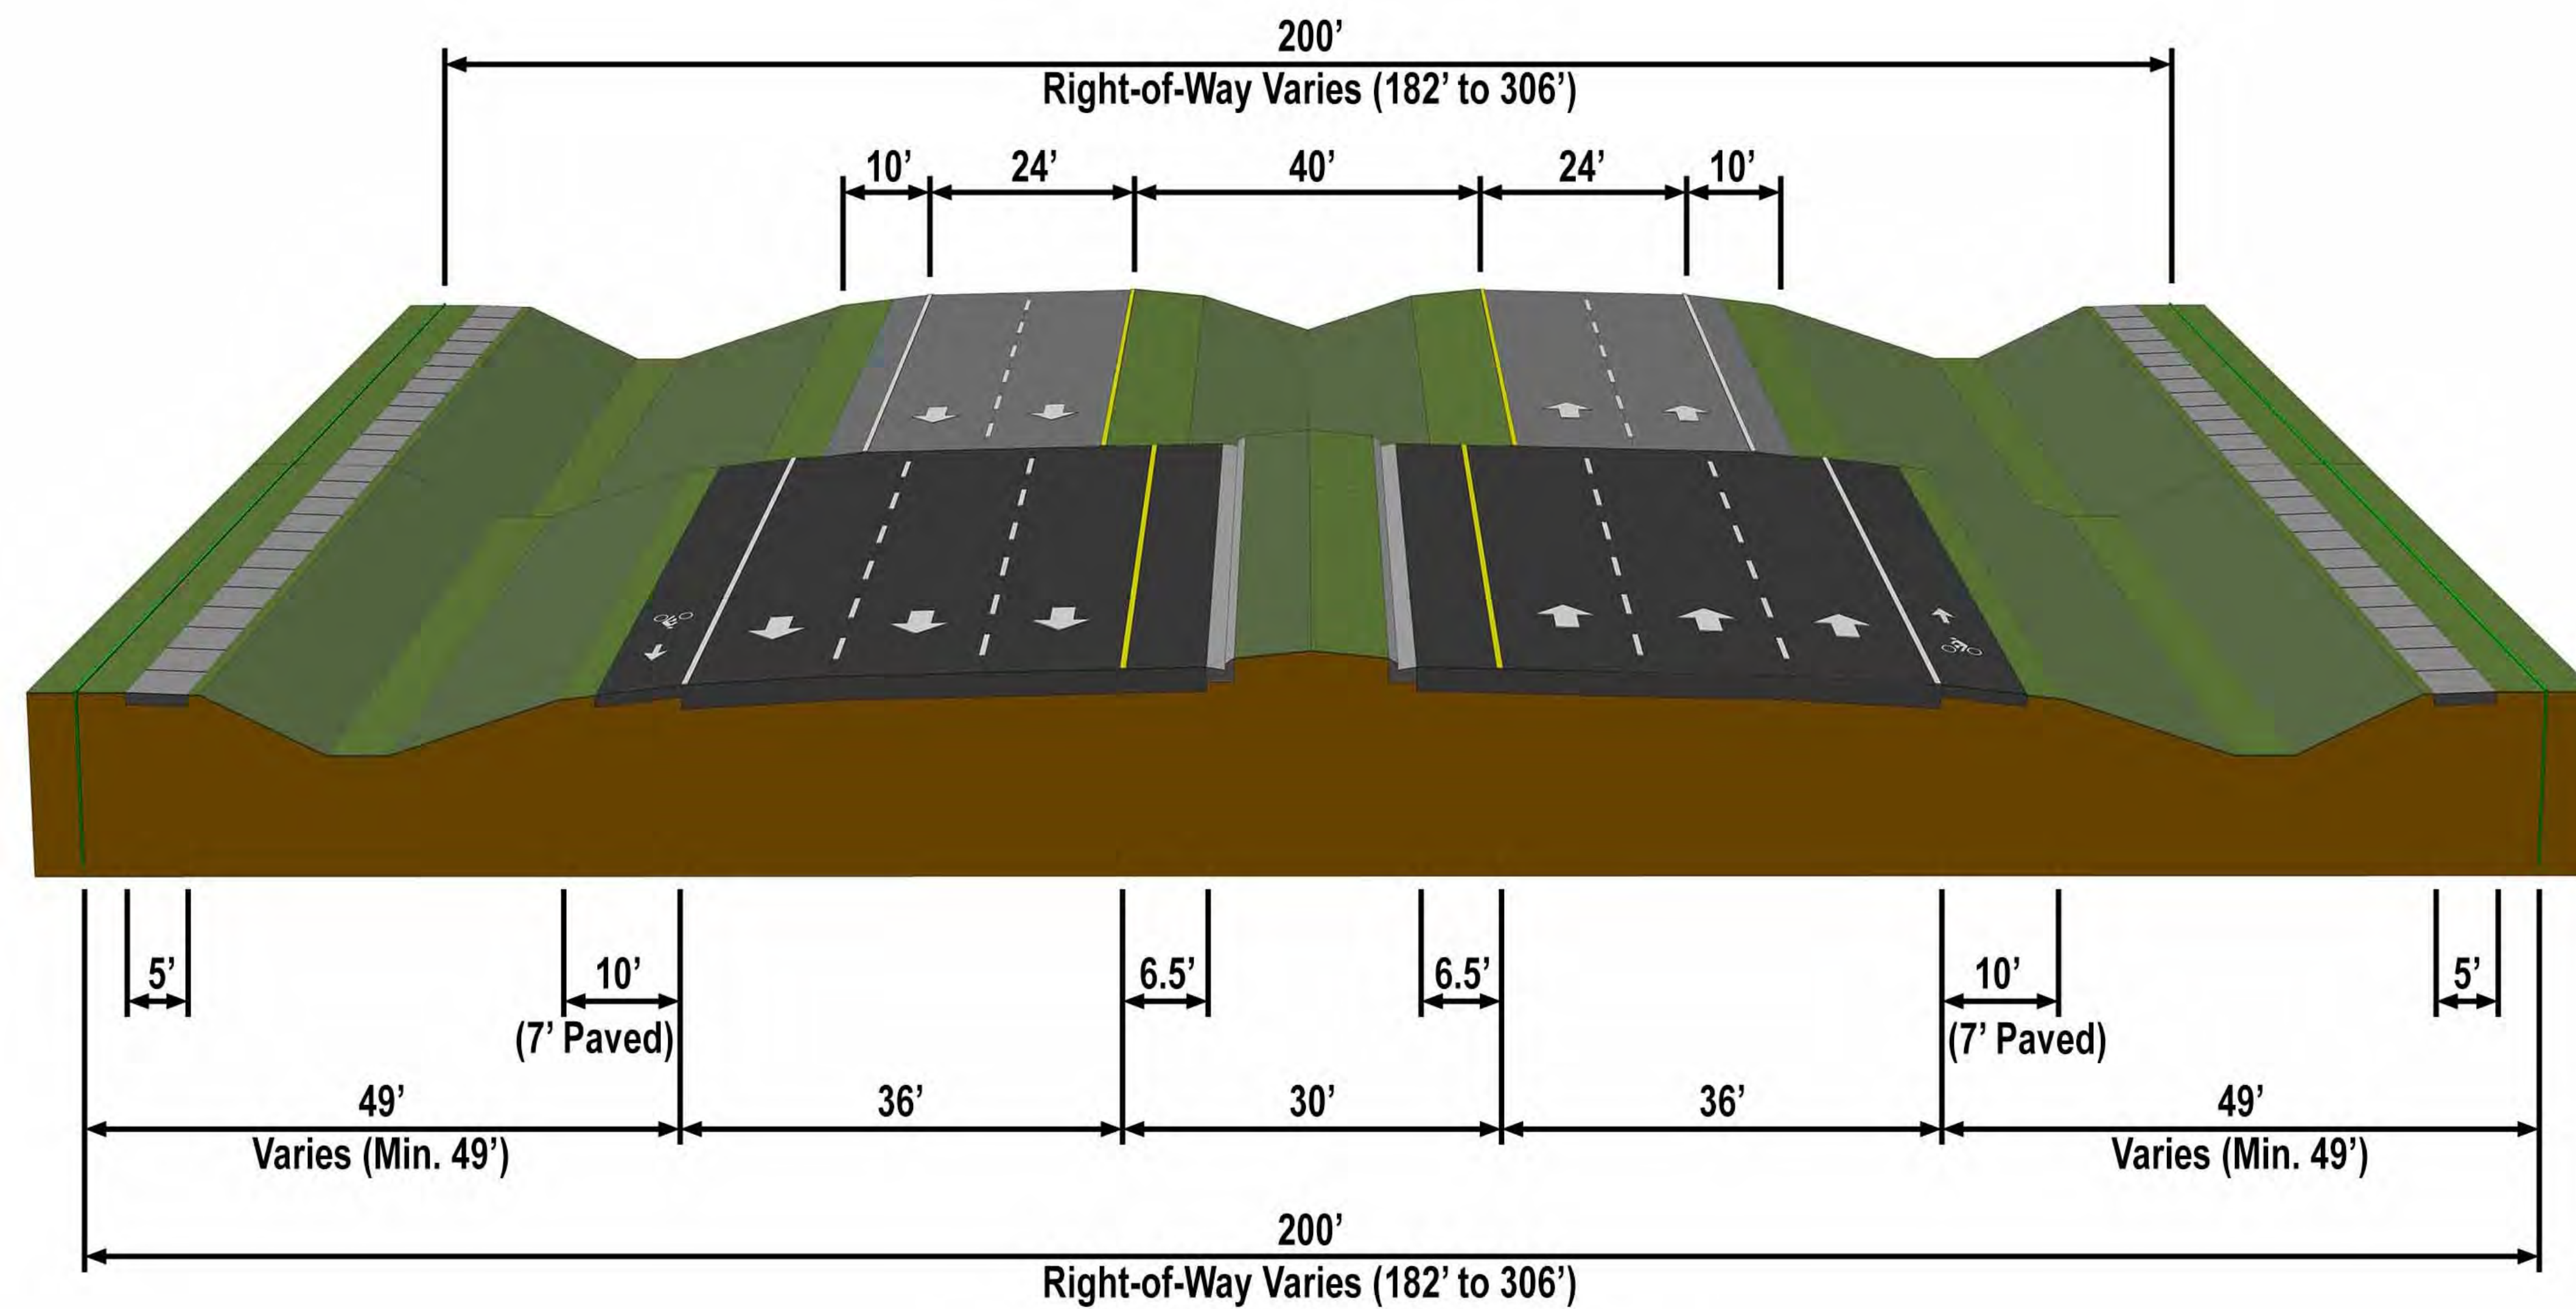 200’
Right-of-Way Varies (182’ to 306’)
10’ 24’ 40’ 24’ 10’
5’ 10’ 6.5’ 6.5’ 10’ 5’
(7’ Paved) (7’ Paved)
49’ 36’ 30’ 36’ 49’
Varies (Min. 49’) Varies (Min. 49’)
200’
Right-of-Way Varies (182’ to 306’)